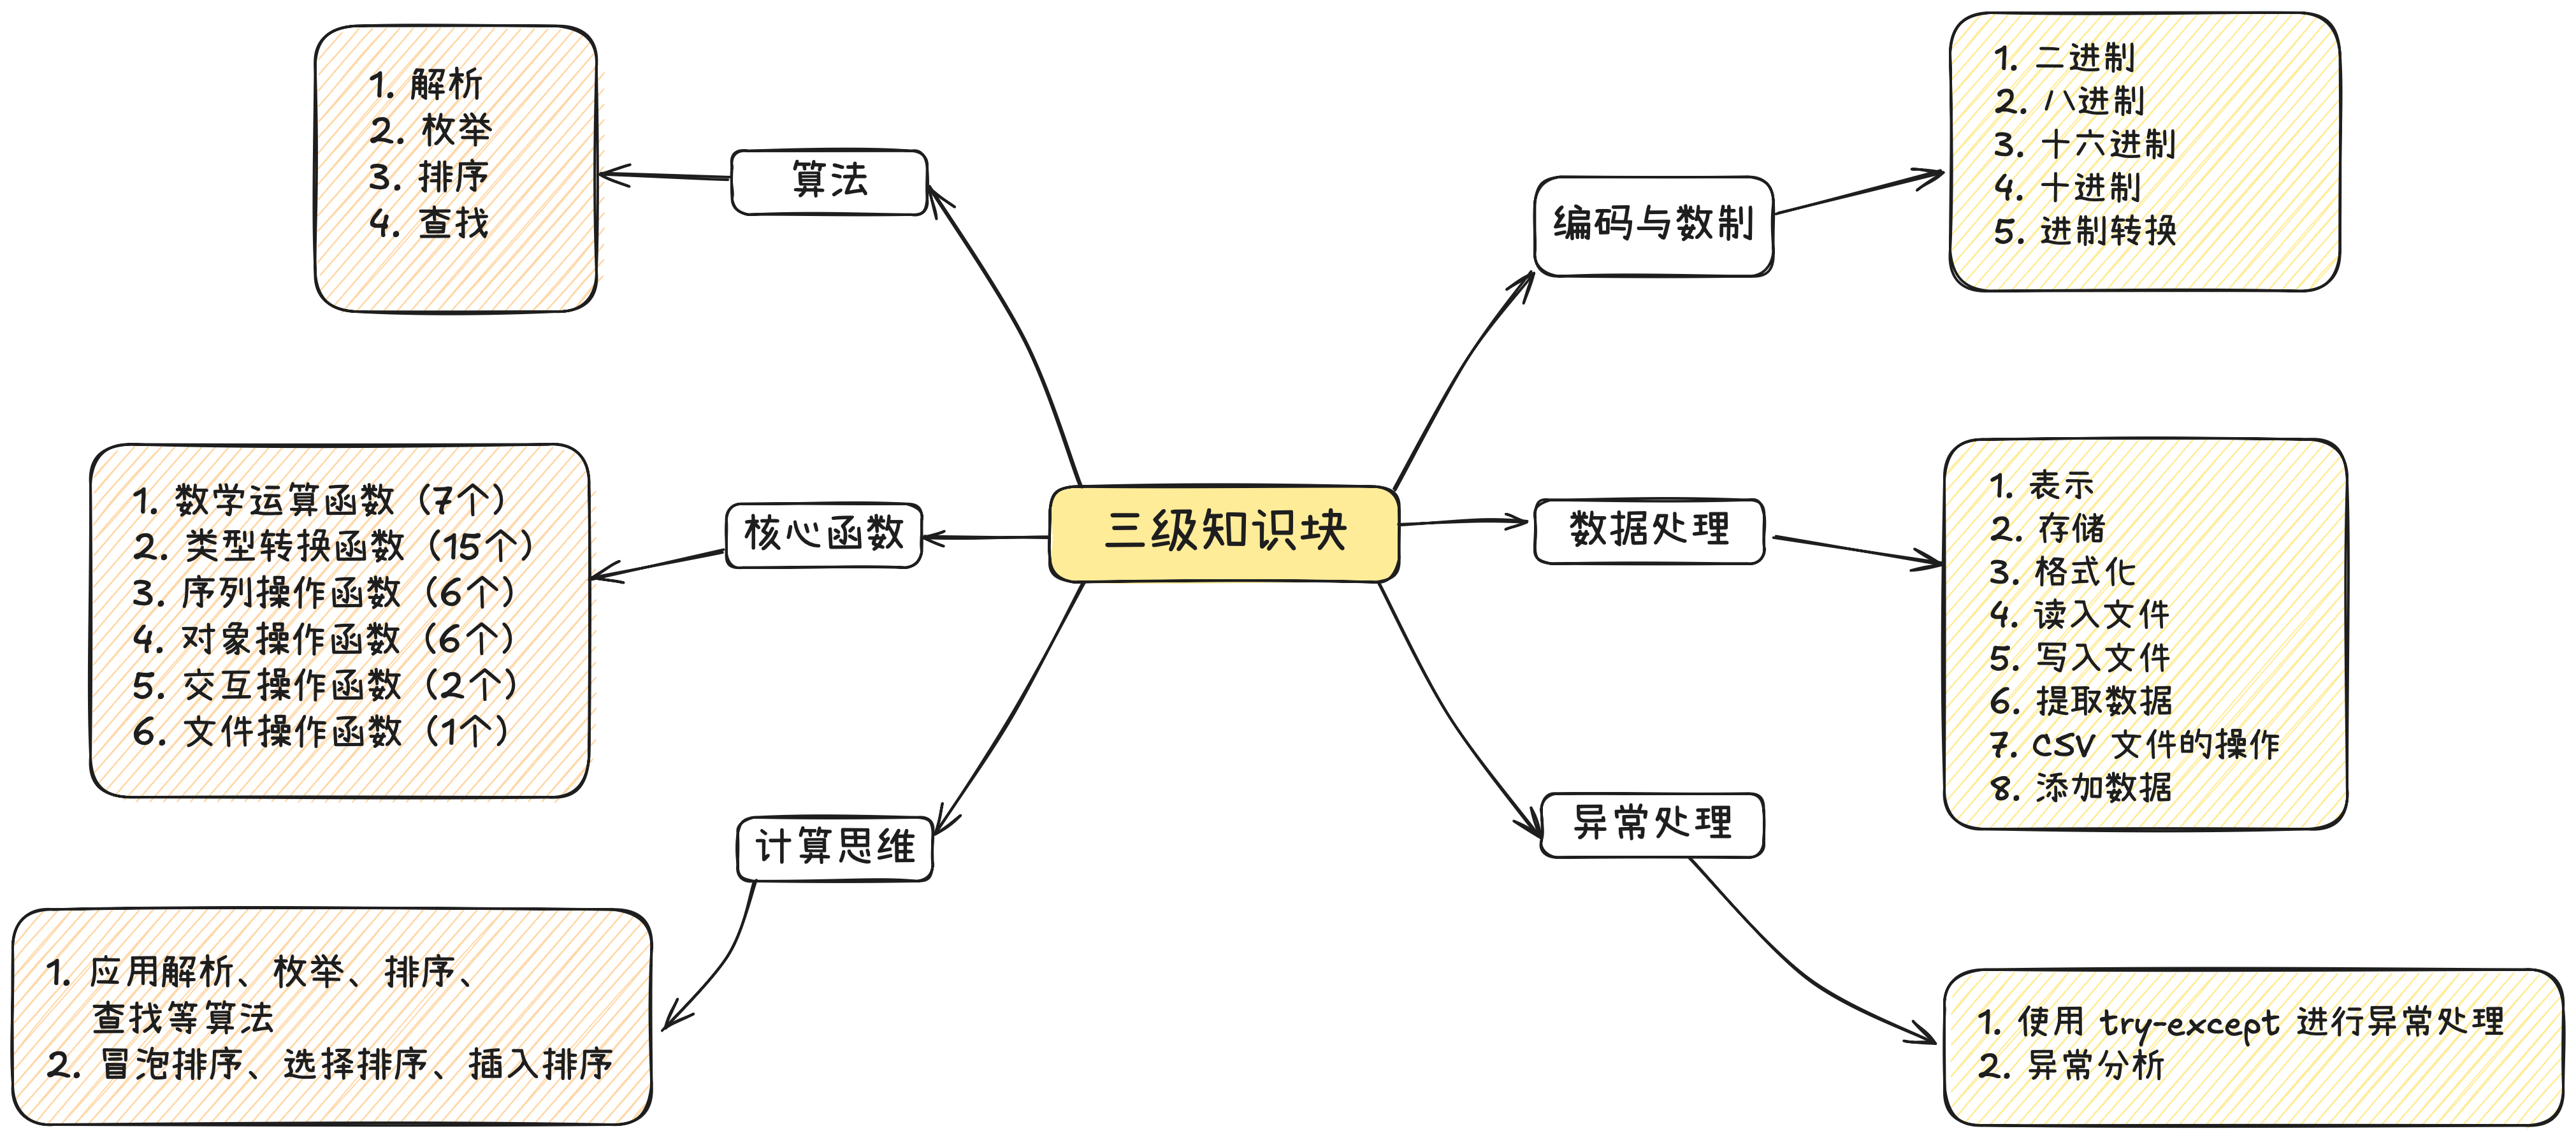 三级知识块
算法
1. 解析
2. 枚举
3. 排序
4. 查找
核心函数
1. 数学运算函数（7个）
2. 类型转换函数（15个）
3. 序列操作函数（6个）
4. 对象操作函数（6个）
5. 交互操作函数（2个）
6. 文件操作函数（1个）
计算思维
1. 应用解析、枚举、排序、
查找等算法
2. 冒泡排序、选择排序、插入排序
编码与数制
1. 二进制
2. 八进制
3. 十六进制
4. 十进制
5. 进制转换
数据处理
1. 表示
2. 存储
3. 格式化
4. 读入文件
5. 写入文件
6. 提取数据
7. CSV 文件的操作
8. 添加数据
异常处理
1. 使用 try-except 进行异常处理
2. 异常分析